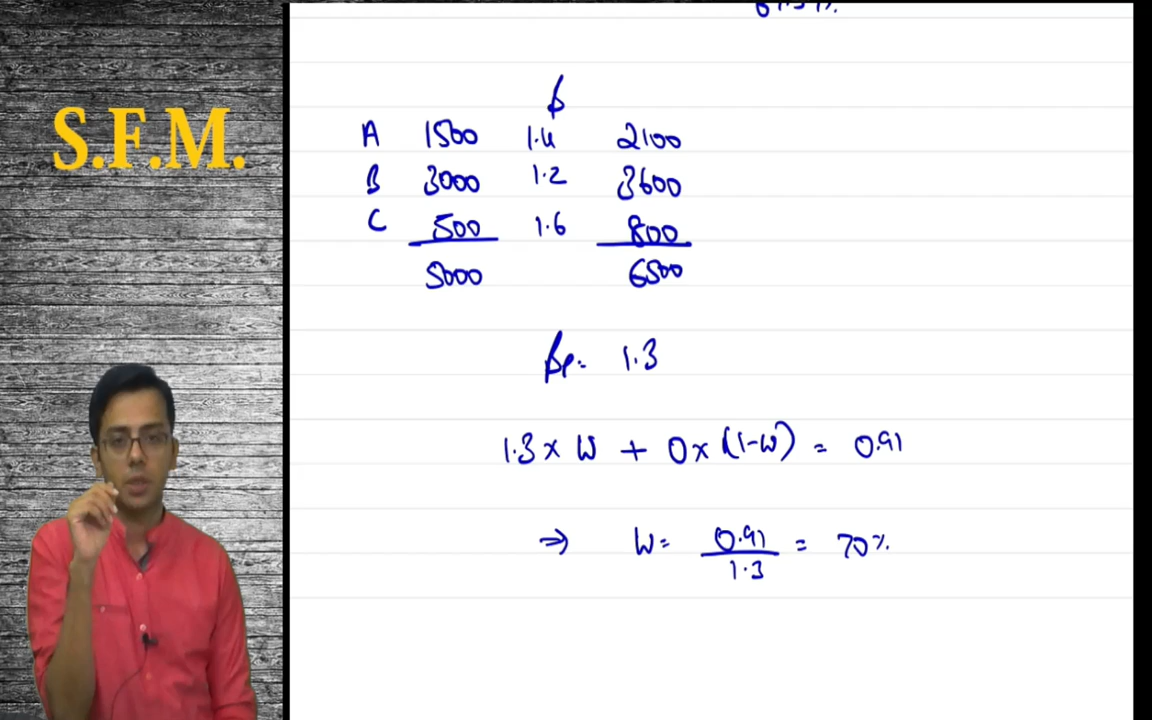 S.F.M.
β
A 1500 1.4 2100
B 3000 1.2 3600
C 500 1.6 800
5000 6500
βp= 1.3
1.3 x W + 0 x (1-W) = 0.91
⇒ W= 0.91/1.3 = 70%